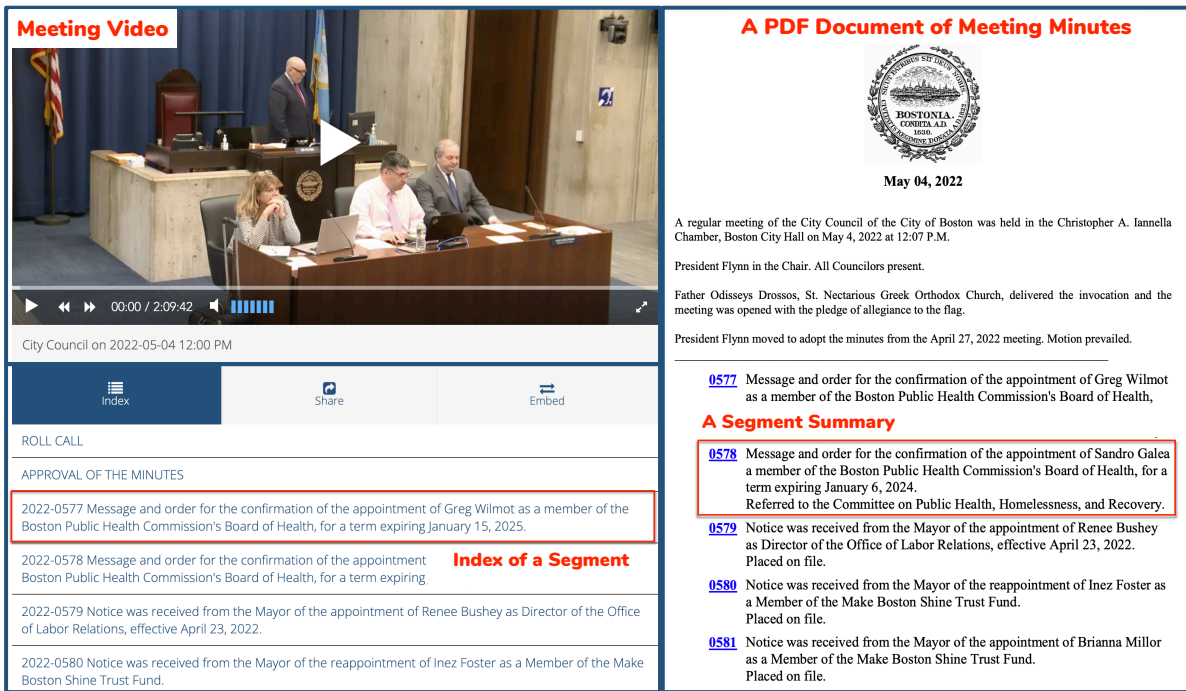 Meeting Video
00:00 / 2:09:42
City Council on 2022-05-04 12:00 PM
Index
Share
Embed
ROLL CALL
APPROVAL OF THE MINUTES
2022-0577 Message and order for the confirmation of the appointment of Greg Wilmot as a member of the
Boston Public Health Commission's Board of Health, for a term expiring January 15, 2025.
2022-0578 Message and order for the confirmation of the appointment
Boston Public Health Commission's Board of Health, for a term expiring
Index of a Segment
2022-0579 Notice was received from the Mayor of the appointment of Renee Bushey as Director of the Office
of Labor Relations, effective April 23, 2022.
2022-0580 Notice was received from the Mayor of the reappointment of Inez Foster as a Member of the Make
Boston Shine Trust Fund.
A PDF Document of Meeting Minutes
BOSTONIA.
CONDITA A.D.
1630.
May 04, 2022
A regular meeting of the City Council of the City of Boston was held in the Christopher A. Iannella
Chamber, Boston City Hall on May 4, 2022 at 12:07 P.M.
President Flynn in the Chair. All Councilors present.
Father Odisseys Drossos, St. Nectarious Greek Orthodox Church, delivered the invocation and the
meeting was opened with the pledge of allegiance to the flag.
President Flynn moved to adopt the minutes from the April 27, 2022 meeting. Motion prevailed.
0577 Message and order for the confirmation of the appointment of Greg Wilmot
as a member of the Boston Public Health Commission's Board of Health,
A Segment Summary
0578 Message and order for the confirmation of the appointment of Sandro Galea
a member of the Boston Public Health Commission's Board of Health, for a
term expiring January 6, 2024.
Referred to the Committee on Public Health, Homelessness, and Recovery.
0579 Notice was received from the Mayor of the appointment of Renee Bushey
as Director of the Office of Labor Relations, effective April 23, 2022.
Placed on file.
0580 Notice was received from the Mayor of the reappointment of Inez Foster as
a Member of the Make Boston Shine Trust Fund.
Placed on file.
0581 Notice was received from the Mayor of the appointment of Brianna Millor
as a Member of the Make Boston Shine Trust Fund.
Placed on file.